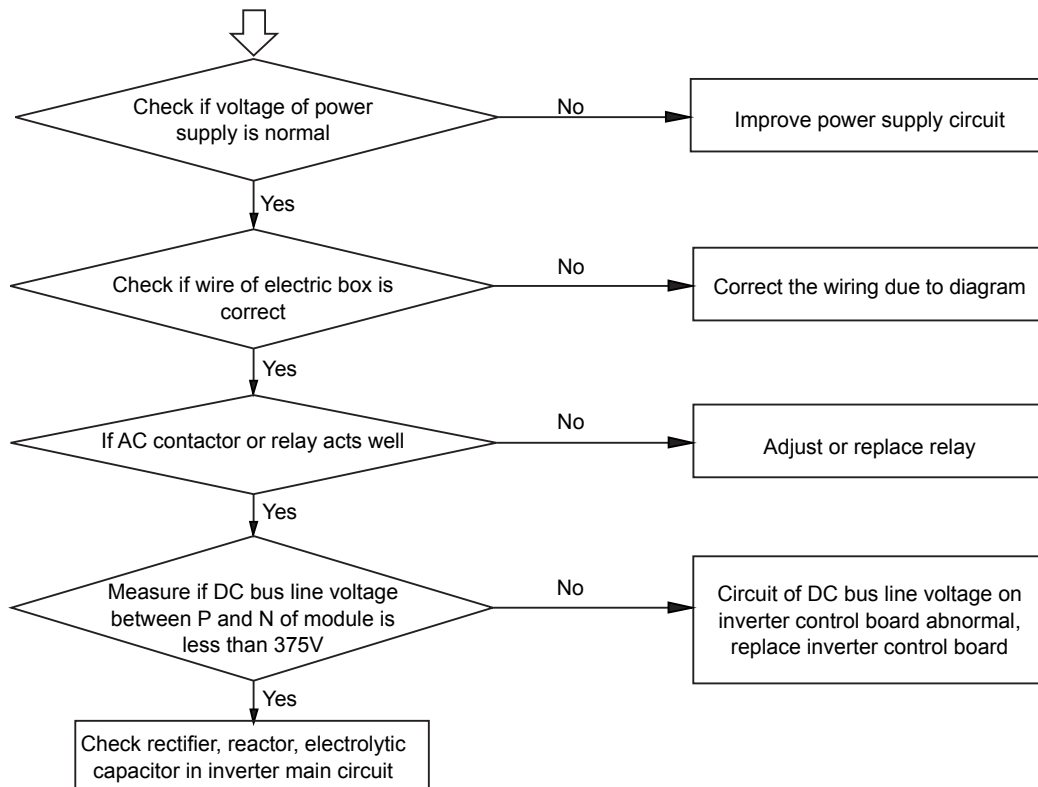 Check if voltage of power
supply is normal
No
Improve power supply circuit
Yes
Check if wire of electric box is
correct
No
Correct the wiring due to diagram
Yes
If AC contactor or relay acts well
No
Adjust or replace relay
Yes
Measure if DC bus line voltage
between P and N of module is
less than 375V
No
Circuit of DC bus line voltage on
inverter control board abnormal,
replace inverter control board
Yes
Check rectifier, reactor, electrolytic
capacitor in inverter main circuit